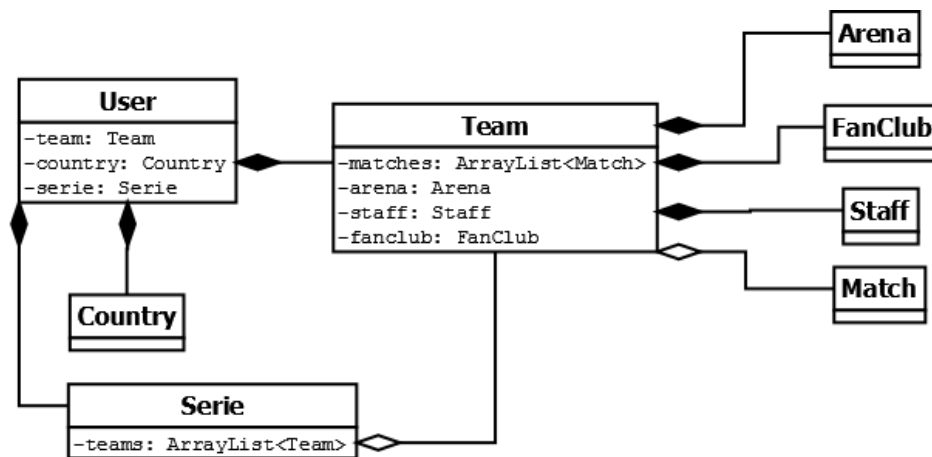 User
-team: Team
-country: Country
-serie: Serie
Team
-matches: ArrayList<Match>
-arena: Arena
-staff: Staff
-fanclub: FanClub
Arena
FanClub
Staff
Match
Country
Serie
-teams: ArrayList<Team>